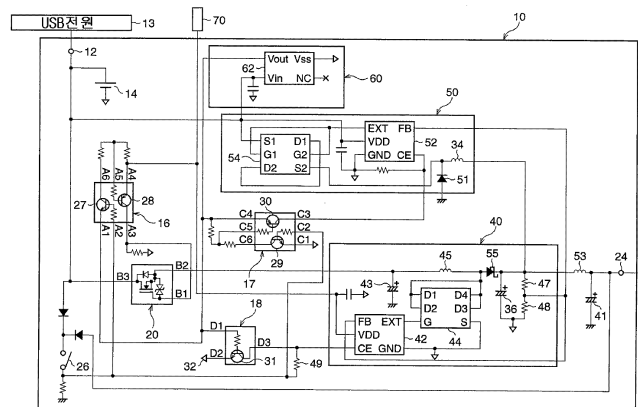 USB전원
13
70
10
12
14
Vout Vss
62
Vin NC
60
50
EXT FB
S1 D1
VDD
52
54
G1 G2
GND CE
D2 S2
34
51
A6
A5
A4
27
28
16
A1
A2
A3
30
C4 C3
C5 C2
C6 C1
17
29
40
B2
B3
B1
20
45
55
24
53
43
D1 D4
D2 D3
G S
44
47
36
48
41
FB EXT
VDD
CE GND
42
18
D1
D3
D2
31
32
49
26